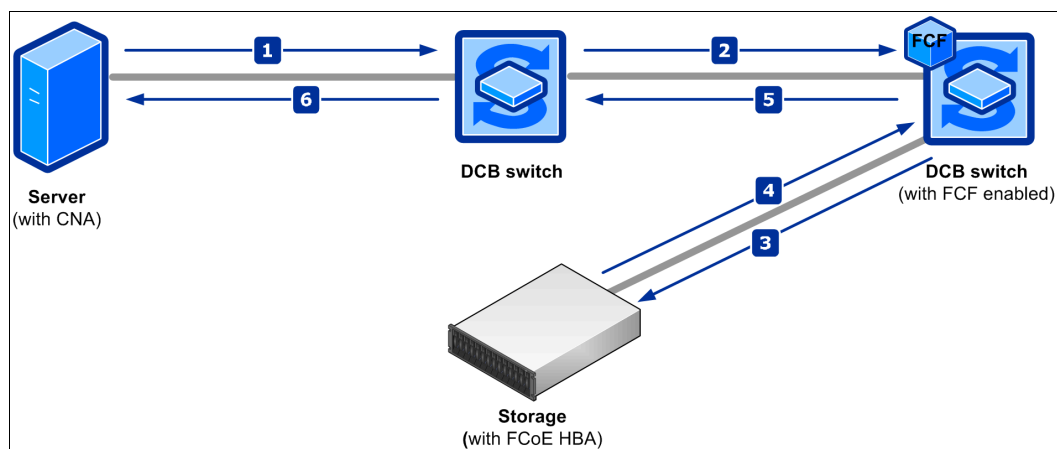 1
2
FCF
6
5
DCB switch
Server
(with CNA)
4
DCB switch
(with FCF enabled)
3
Storage
(with FCoE HBA)